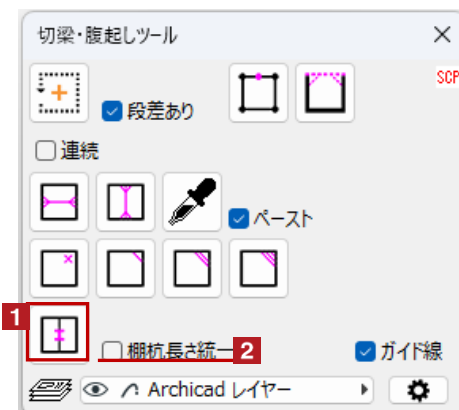 切梁・腹起しツール
SCP
段差あり
連続
ペースト
1
棚杭長さ統一
2
ガイド線
Archicad レイヤー